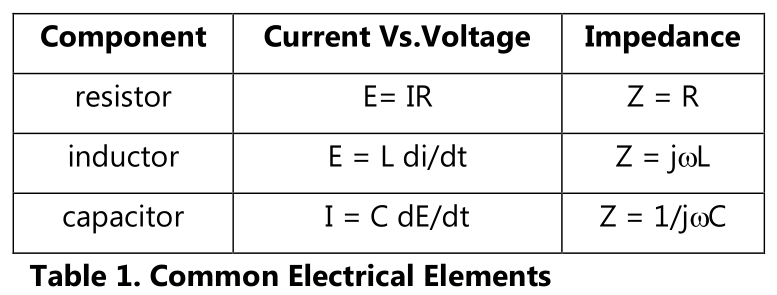 Component Current Vs.Voltage Impedance
resistor E= IR Z = R
inductor E = L di/dt Z = jωL
capacitor I = C dE/dt Z = 1/jωC
Table 1. Common Electrical Elements